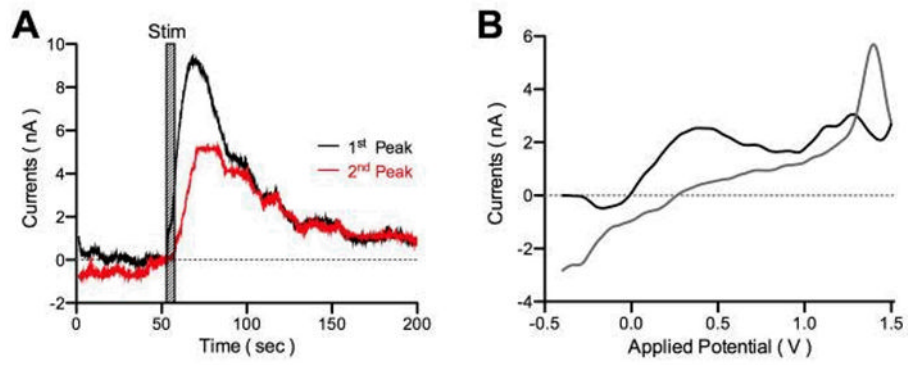 A
Stim
10
8
6
4
2
0
-2
Currents ( nA )
1st Peak
2nd Peak
0 50 100 150 200
Time ( sec )
B
6
4
2
0
-2
-4
Currents ( nA )
-0.5 0.0 0.5 1.0 1.5
Applied Potential ( V )